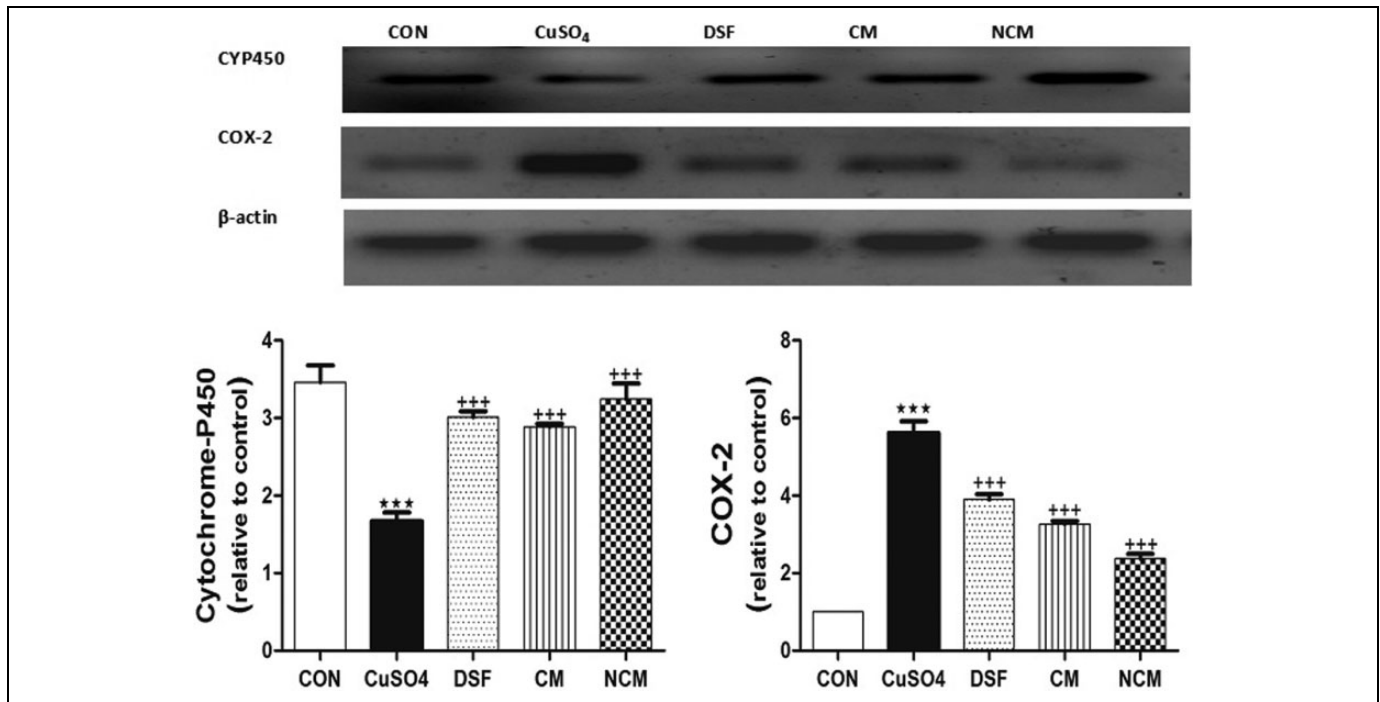 CON CuSO₄ DSF CM NCM
CYP450
COX-2
β-actin
Cytochrome-P450
(relative to control)
4
3
2
1
0
***
+++
+++
+++
CON CuSO4 DSF CM NCM
COX-2
(relative to control)
8
6
4
2
0
***
+++
+++
+++
CON CuSO4 DSF CM NCM